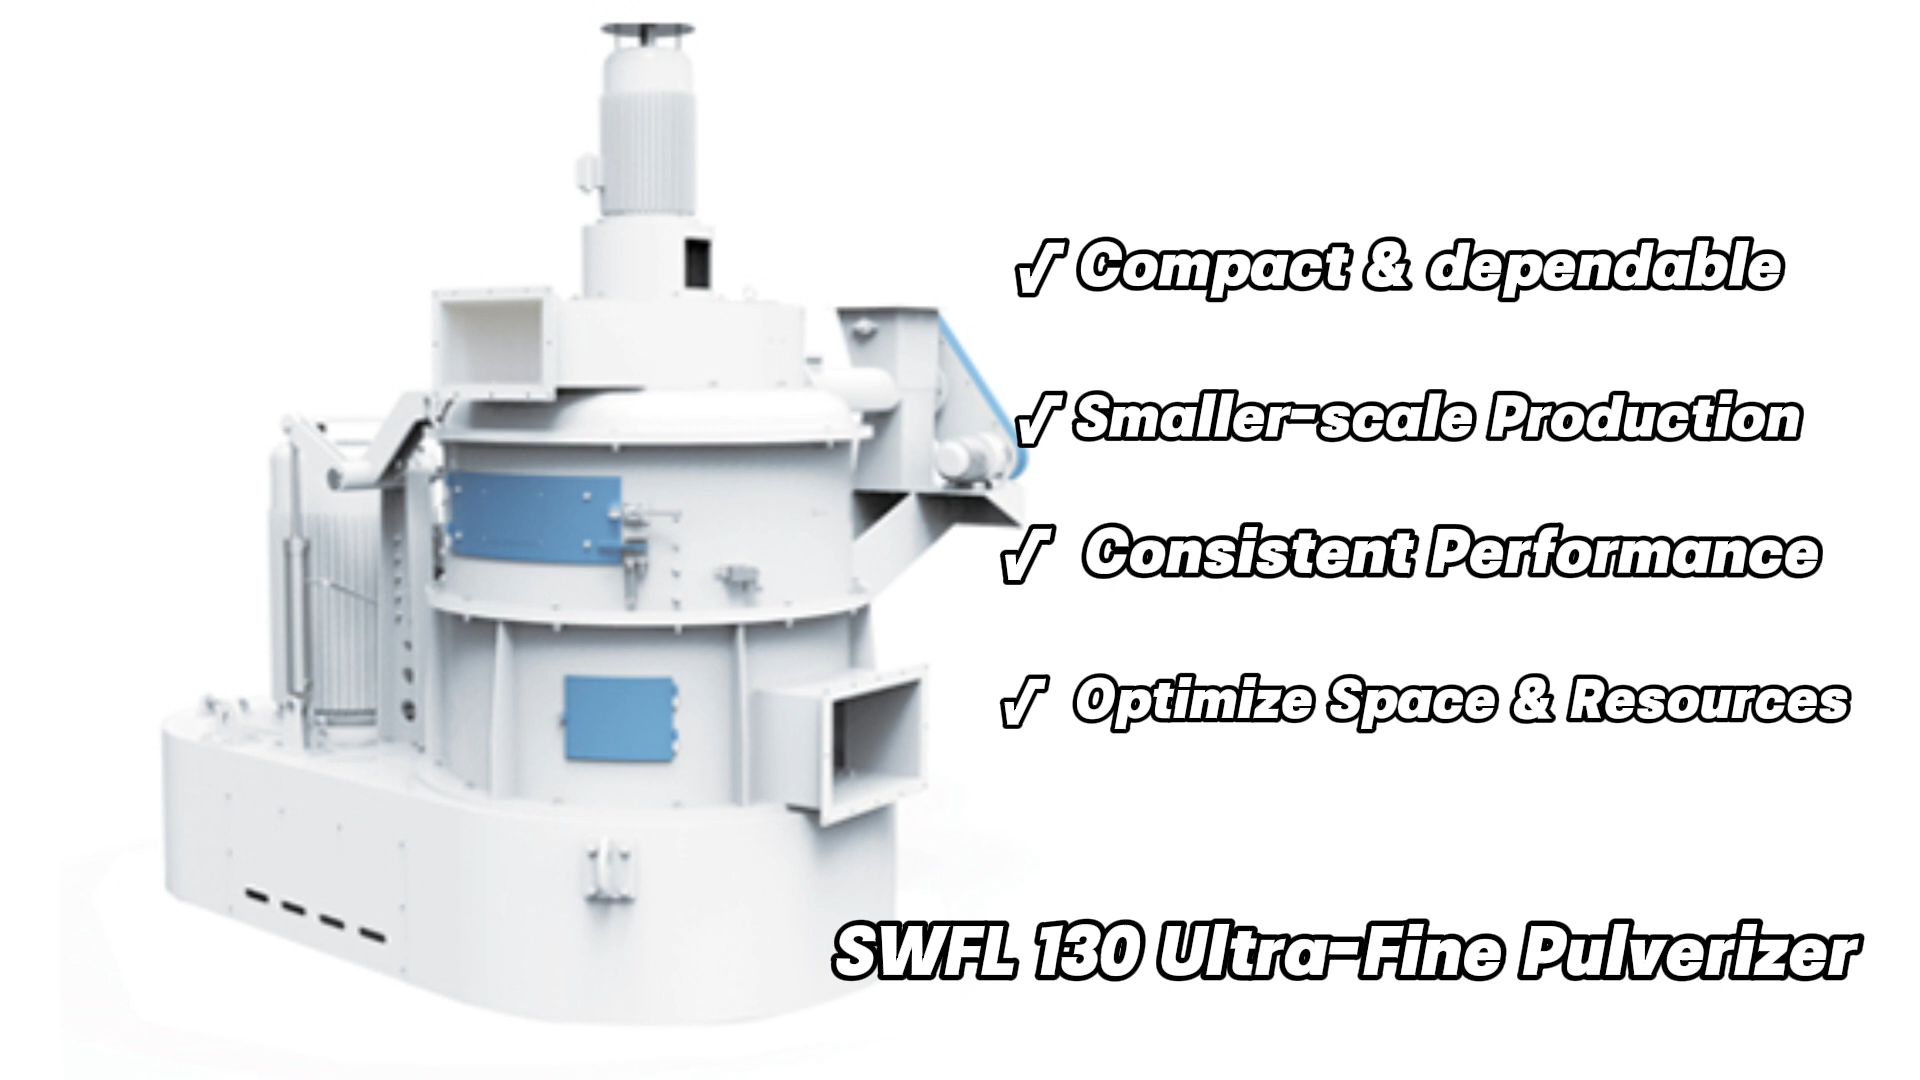 ✓ Compact & dependable
✓ Smaller-scale Production
✓ Consistent Performance
✓ Optimize Space & Resources
SWFL 130 Ultra-Fine Pulverizer